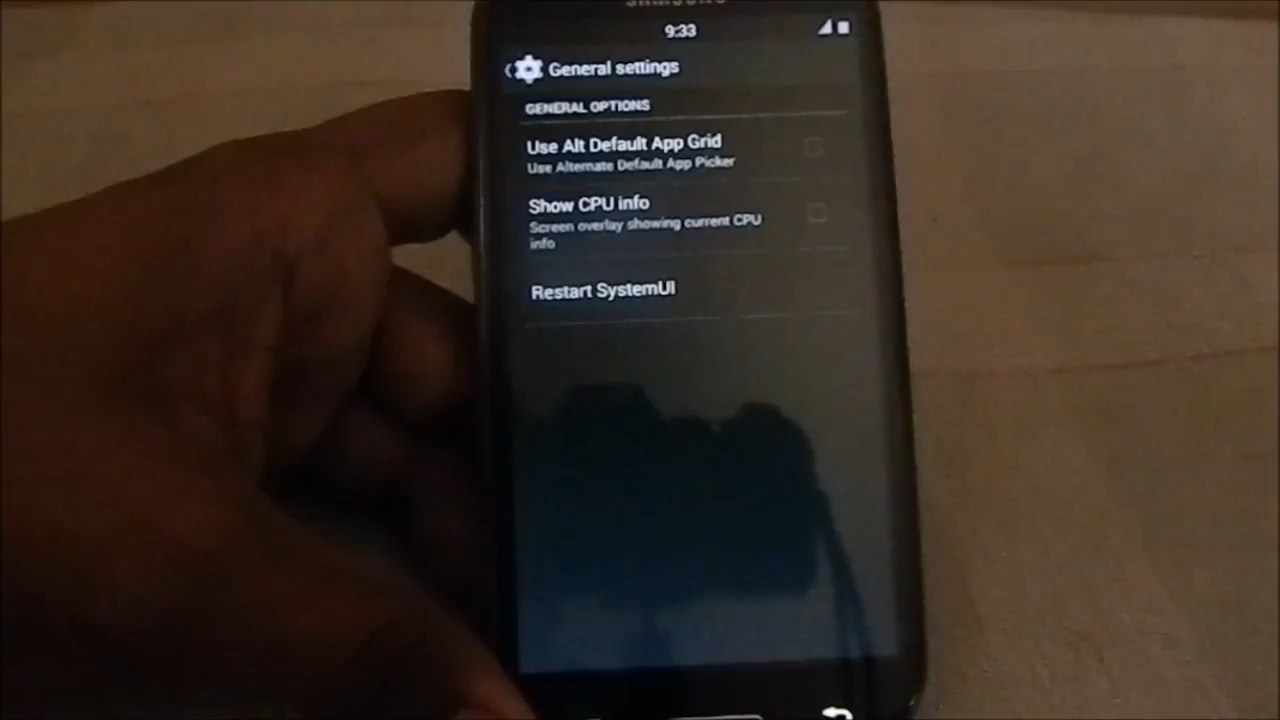 SAMSUNG
9:33
General settings
GENERAL OPTIONS
Use Alt Default App Grid
Use Alternate Default App Picker
Show CPU info
Screen overlay showing current CPU
info
Restart SystemUI